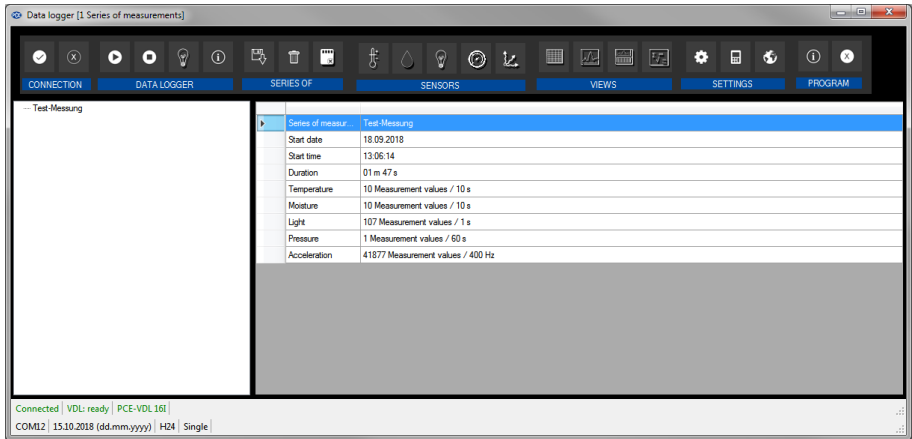 Data logger [1 Series of measurements]
CONNECTION DATA LOGGER SERIES OF SENSORS VIEWS SETTINGS PROGRAM
Test-Messung
Series of measur... Test-Messung
Start date 18.09.2018
Start time 13:06:14
Duration 01 m 47 s
Temperature 10 Measurement values / 10 s
Moisture 10 Measurement values / 10 s
Light 107 Measurement values / 1 s
Pressure 1 Measurement values / 60 s
Acceleration 41877 Measurement values / 400 Hz
Connected VDL: ready PCE-VDL 16I
COM12 15.10.2018 (dd.mm.yyyy) H24 Single